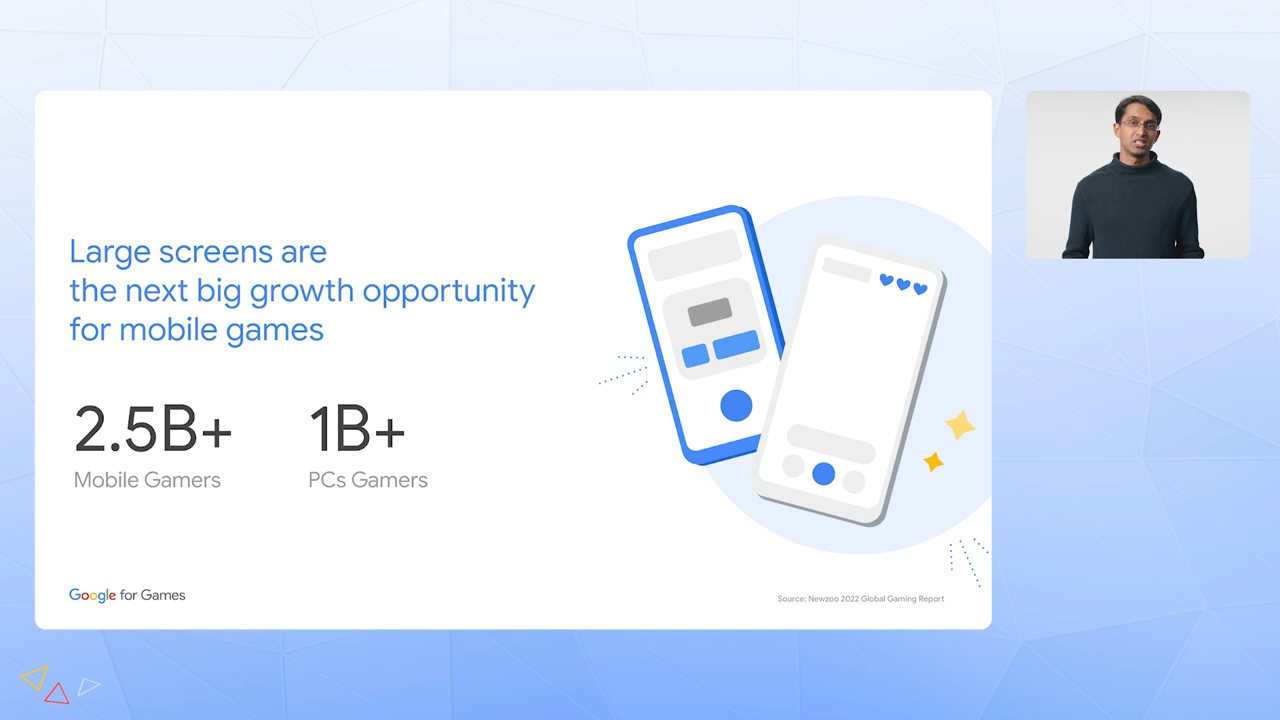 Large screens are
the next big growth opportunity
for mobile games
2.5B+
Mobile Gamers
1B+
PCs Gamers
Google for Games
Source: Newzoo 2022 Global Gaming Report